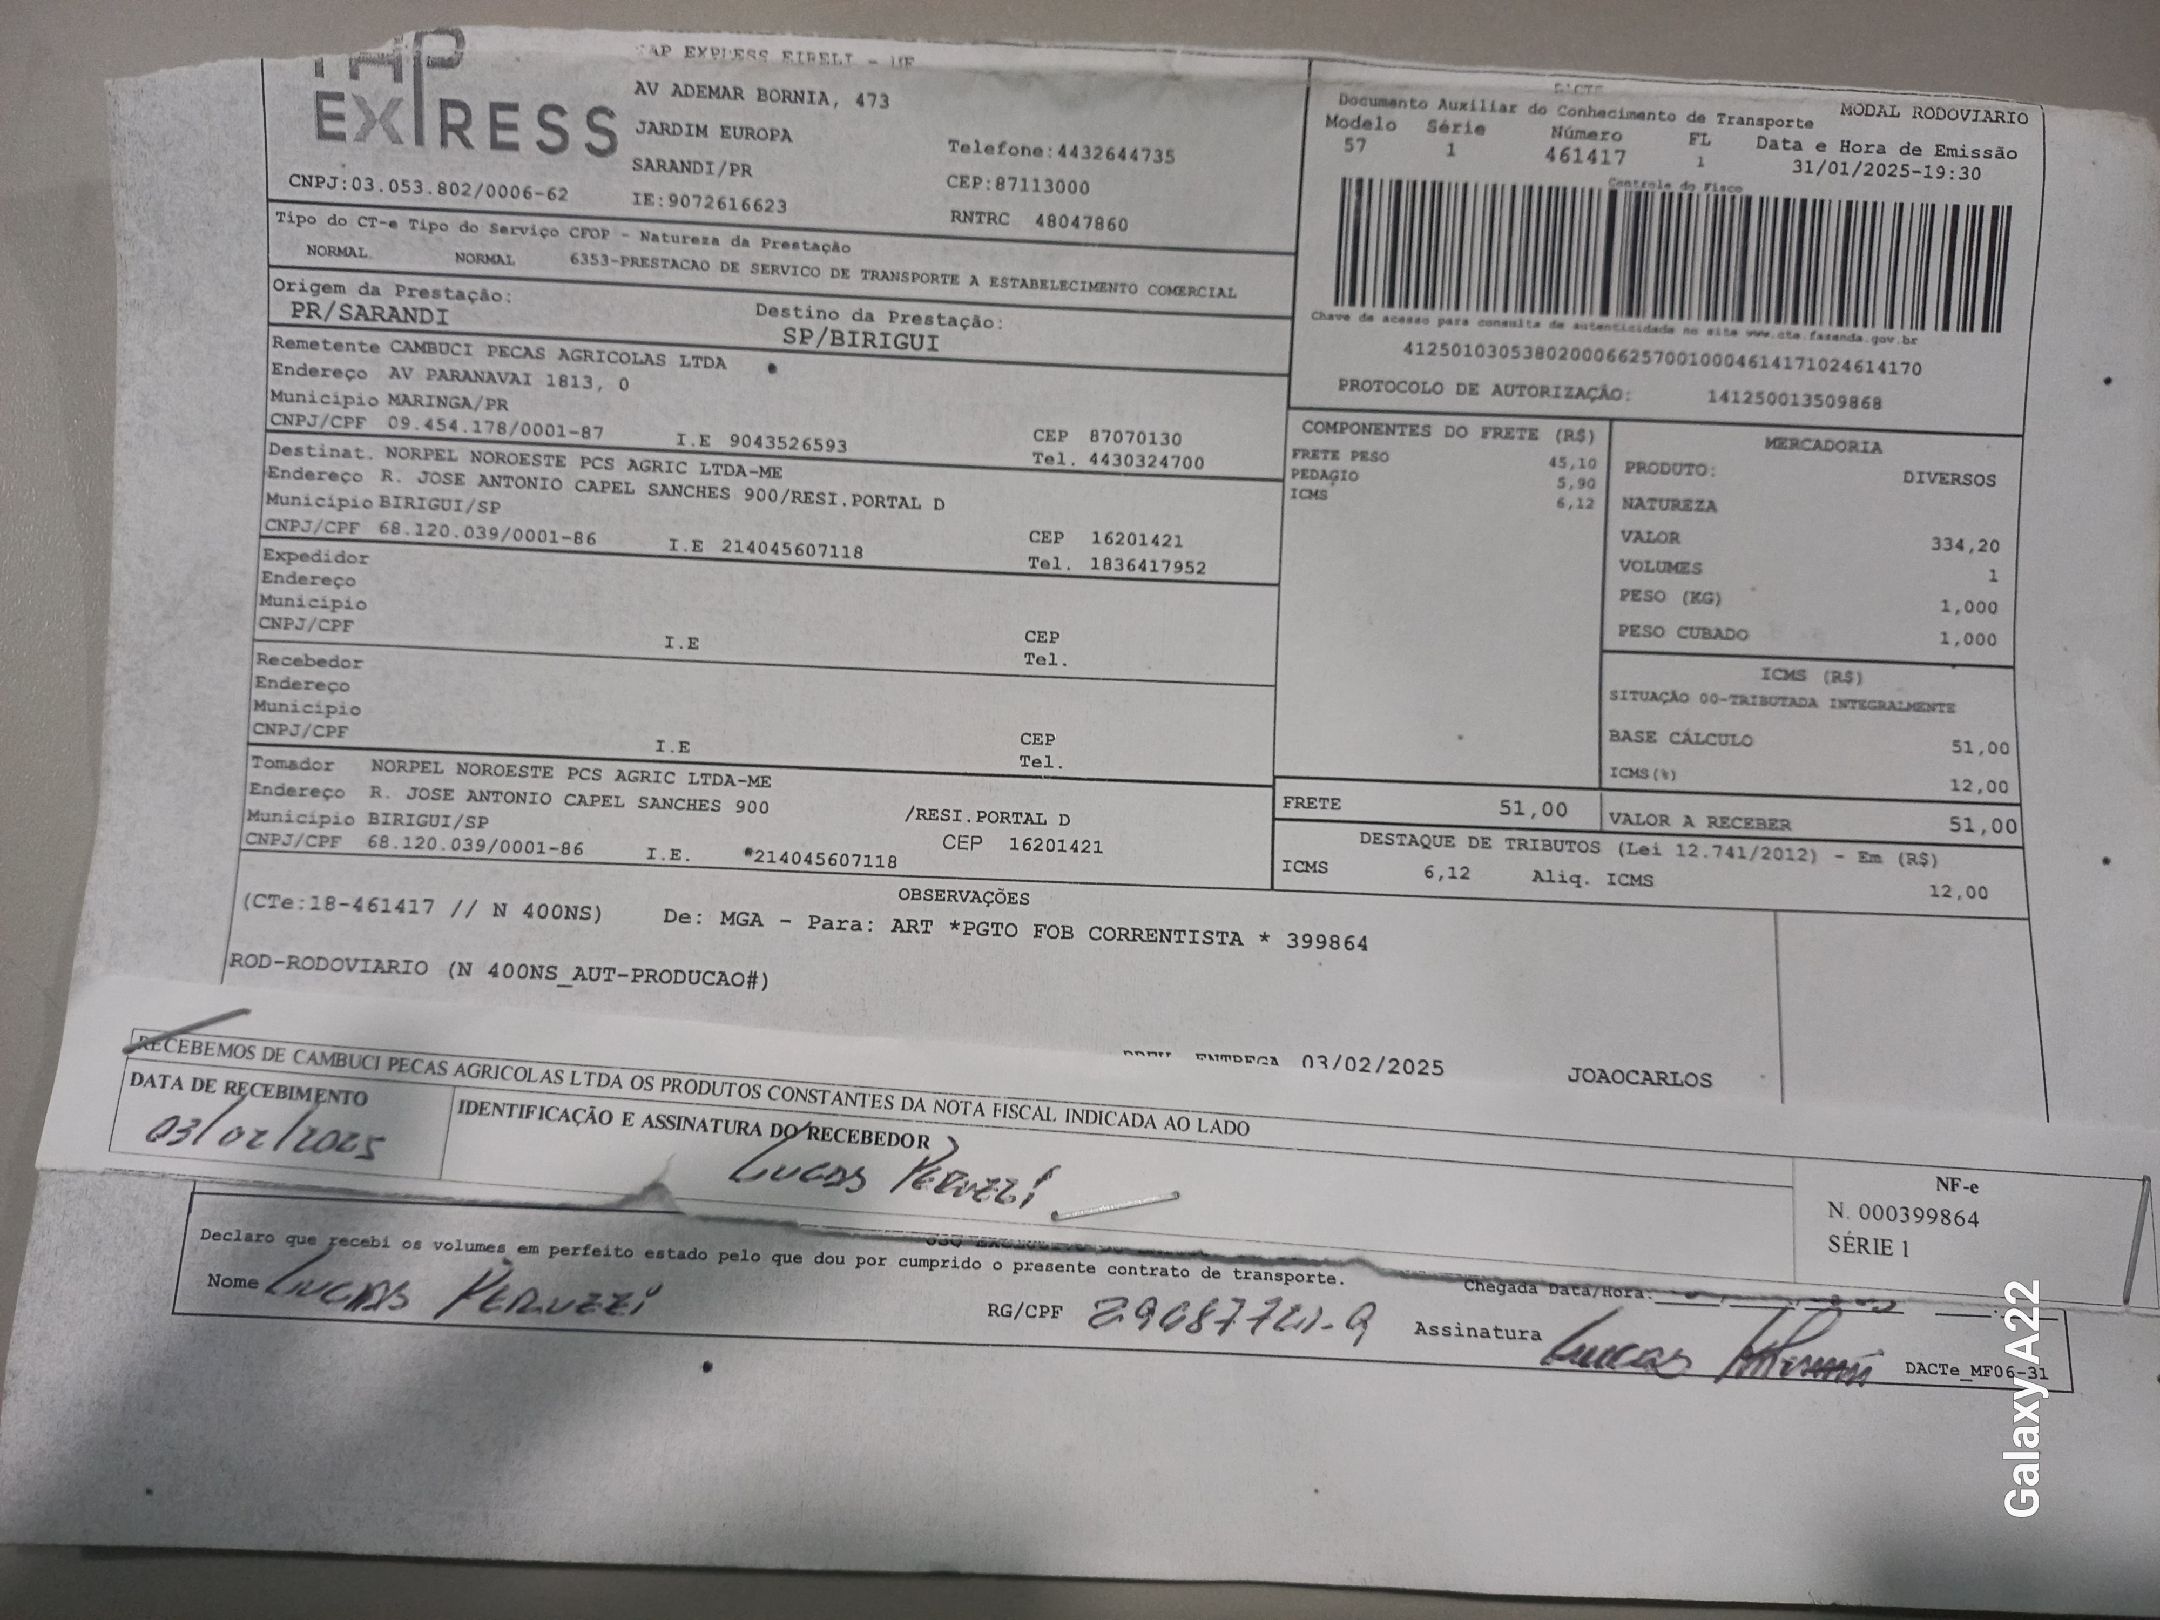 TAP
EXPRESS
TAP EXPRESS EIRELI - ME
AV ADEMAR BORNIA, 473
JARDIM EUROPA
SARANDI/PR
Telefone:4432644735
CEP:87113000
CNPJ:03.053.802/0006-62
IE:9072616623
RNTRC 48047860
DACTE
Documento Auxiliar do Conhecimento de Transporte
MODAL RODOVIARIO
Modelo Série Número FL Data e Hora de Emissão
57 1 461417 1 31/01/2025-19:30
Controle do Fisco
Chave de acesso para consulta de autenticidade no site www.cte.fazenda.gov.br
41250103053802000662570010004614171024614170
PROTOCOLO DE AUTORIZAÇÃO: 141250013509868
Tipo do CT-e Tipo do Serviço CFOP - Natureza da Prestação
NORMAL NORMAL 6353-PRESTACAO DE SERVICO DE TRANSPORTE A ESTABELECIMENTO COMERCIAL
Origem da Prestação: Destino da Prestação:
PR/SARANDI SP/BIRIGUI
Remetente CAMBUCI PECAS AGRICOLAS LTDA
Endereço AV PARANAVAI 1813, 0
Município MARINGA/PR CEP 87070130
CNPJ/CPF 09.454.178/0001-87 I.E 9043526593 Tel. 4430324700
Destinat. NORPEL NOROESTE PCS AGRIC LTDA-ME
Endereço R. JOSE ANTONIO CAPEL SANCHES 900/RESI.PORTAL D
Município BIRIGUI/SP CEP 16201421
CNPJ/CPF 68.120.039/0001-86 I.E 214045607118 Tel. 1836417952
Expedidor
Endereço
Município CEP
CNPJ/CPF I.E Tel.
Recebedor
Endereço
Município CEP
CNPJ/CPF I.E Tel.
Tomador NORPEL NOROESTE PCS AGRIC LTDA-ME
Endereço R. JOSE ANTONIO CAPEL SANCHES 900 /RESI.PORTAL D
Município BIRIGUI/SP CEP 16201421
CNPJ/CPF 68.120.039/0001-86 I.E. *214045607118
COMPONENTES DO FRETE (R$)
FRETE PESO 45,10
PEDAGIO 5,90
ICMS 6,12
MERCADORIA
PRODUTO: DIVERSOS
NATUREZA
VALOR 334,20
VOLUMES 1
PESO (KG) 1,000
PESO CUBADO 1,000
ICMS (R$)
SITUAÇÃO 00-TRIBUTADA INTEGRALMENTE
BASE CÁLCULO 51,00
ICMS(%) 12,00
FRETE 51,00 VALOR A RECEBER 51,00
DESTAQUE DE TRIBUTOS (Lei 12.741/2012) - Em (R$)
ICMS 6,12 Aliq. ICMS 12,00
OBSERVAÇÕES
(CTe:18-461417 // N 400NS) De: MGA - Para: ART *PGTO FOB CORRENTISTA * 399864
ROD-RODOVIARIO (N 400NS_AUT-PRODUCAO#)
ENTREGA 03/02/2025 JOAOCARLOS
RECEBEMOS DE CAMBUCI PECAS AGRICOLAS LTDA OS PRODUTOS CONSTANTES DA NOTA FISCAL INDICADA AO LADO
DATA DE RECEBIMENTO IDENTIFICAÇÃO E ASSINATURA DO RECEBEDOR
03/02/2025 Lucas Peruzzi
NF-e
N. 000399864
SÉRIE 1
Declaro que recebi os volumes em perfeito estado pelo que dou por cumprido o presente contrato de transporte.
Chegada Data/Hora:
Nome Lucas Peruzzi RG/CPF Assinatura Lucas
DACTe_MF06-31
Galaxy A22